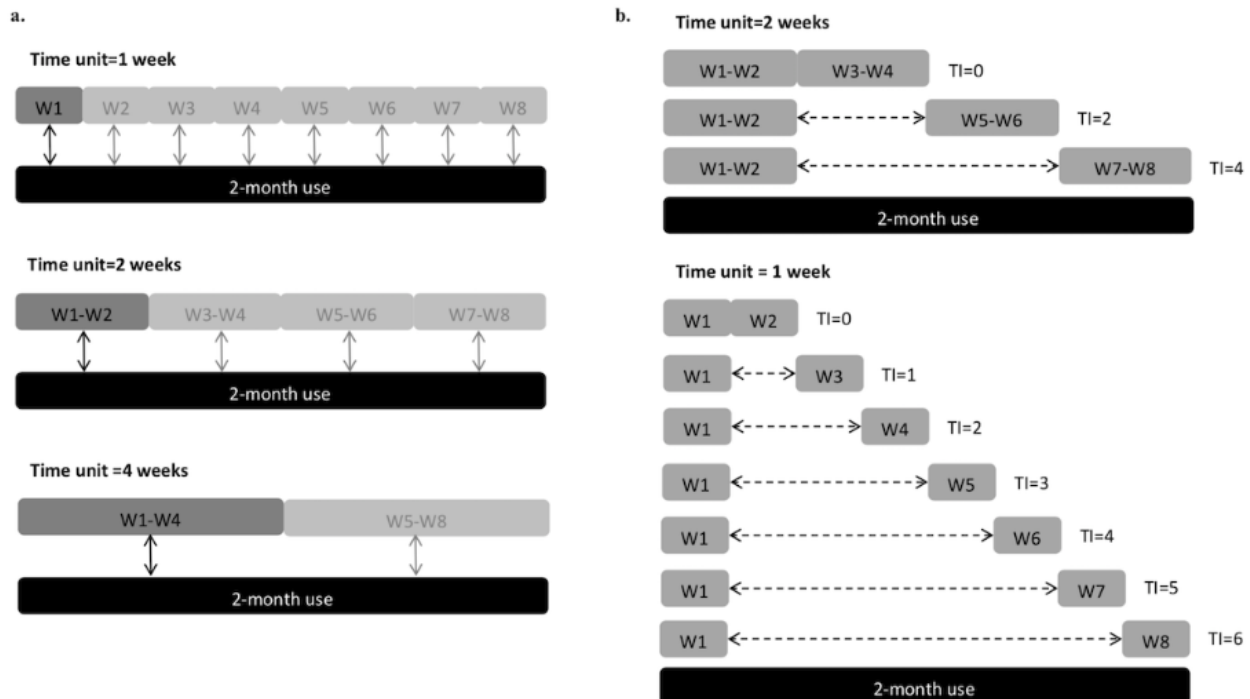 a.
Time unit=1 week
W1 W2 W3 W4 W5 W6 W7 W8
2-month use
Time unit=2 weeks
W1-W2 W3-W4 W5-W6 W7-W8
2-month use
Time unit =4 weeks
W1-W4 W5-W8
2-month use
b.
Time unit=2 weeks
W1-W2 W3-W4 TI=0
W1-W2 W5-W6 TI=2
W1-W2 W7-W8 TI=4
2-month use
Time unit = 1 week
W1 W2 TI=0
W1 W3 TI=1
W1 W4 TI=2
W1 W5 TI=3
W1 W6 TI=4
W1 W7 TI=5
W1 W8 TI=6
2-month use